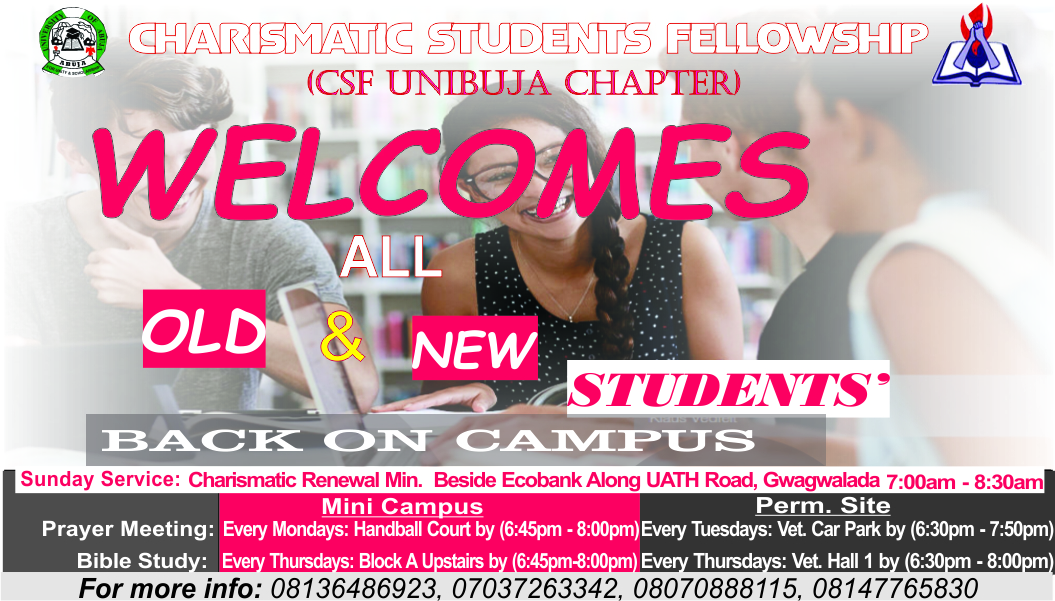 UNIVERSITY OF ABUJA
ABUJA
CHARISMATIC STUDENTS FELLOWSHIP
(CSF UNIBUJA CHAPTER)
WELCOMES
ALL
OLD & NEW
STUDENTS’
BACK ON CAMPUS
Sunday Service: Charismatic Renewal Min. Beside Ecobank Along UATH Road, Gwagwalada 7:00am - 8:30am
Mini Campus Perm. Site
Prayer Meeting: Every Mondays: Handball Court by (6:45pm - 8:00pm) Every Tuesdays: Vet. Car Park by (6:30pm - 7:50pm)
Bible Study: Every Thursdays: Block A Upstairs by (6:45pm-8:00pm) Every Thursdays: Vet. Hall 1 by (6:30pm - 8:00pm)
For more info: 08136486923, 07037263342, 08070888115, 08147765830